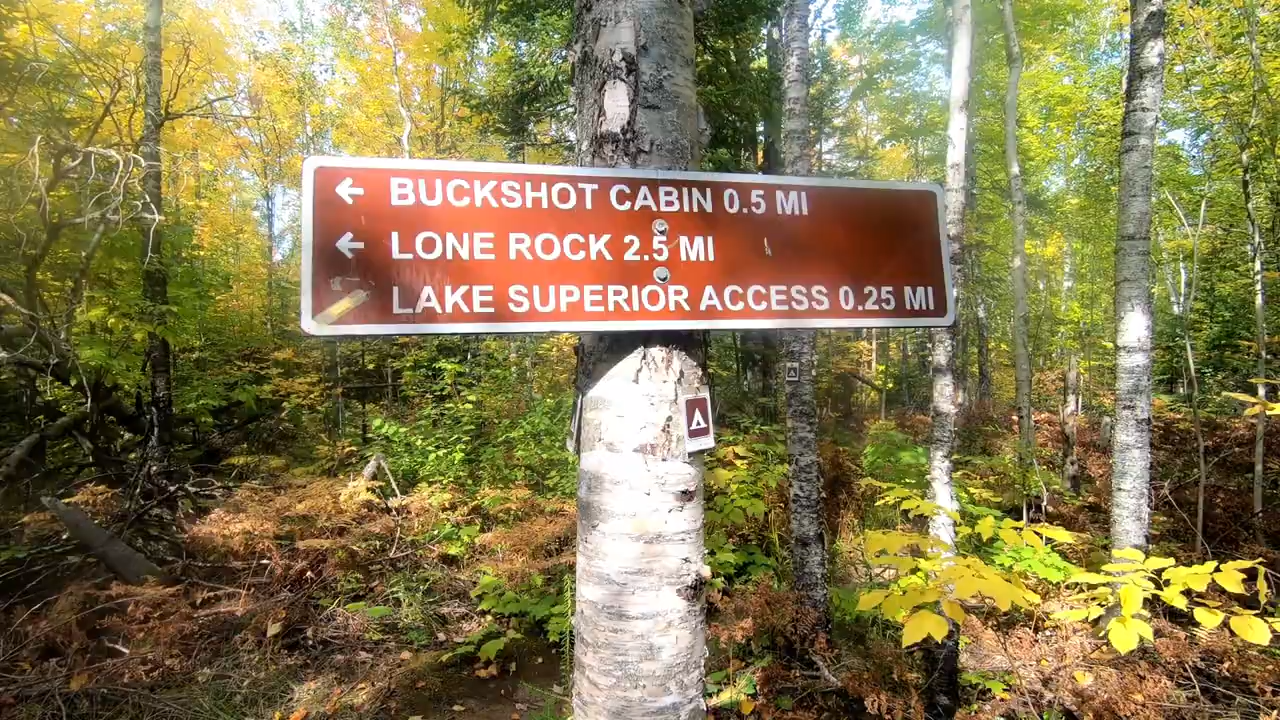 ← BUCKSHOT CABIN 0.5 MI
← LONE ROCK 2.5 MI
LAKE SUPERIOR ACCESS 0.25 MI